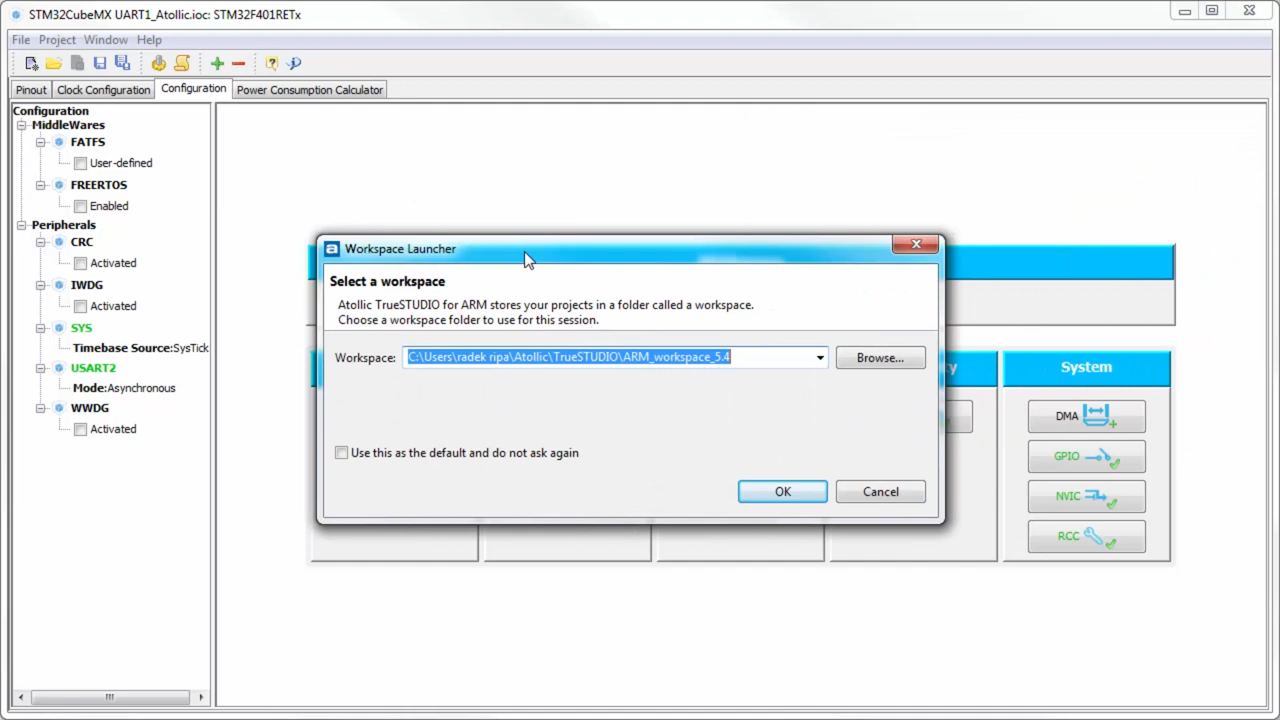 STM32CubeMX UART1_Atollic.ioc: STM32F401RETx
File Project Window Help
Pinout Clock Configuration Configuration Power Consumption Calculator
Configuration
MiddleWares
FATFS
User-defined
FREERTOS
Enabled
Peripherals
CRC
Activated
IWDG
Activated
SYS
Timebase Source:SysTick
USART2
Mode:Asynchronous
WWDG
Activated
a Workspace Launcher
Select a workspace
Atollic TrueSTUDIO for ARM stores your projects in a folder called a workspace.
Choose a workspace folder to use for this session.
Workspace: C:\Users\radek ripa\Atollic\TrueSTUDIO\ARM_workspace_5.4 Browse...
Use this as the default and do not ask again
OK Cancel
System
DMA
GPIO
NVIC
RCC